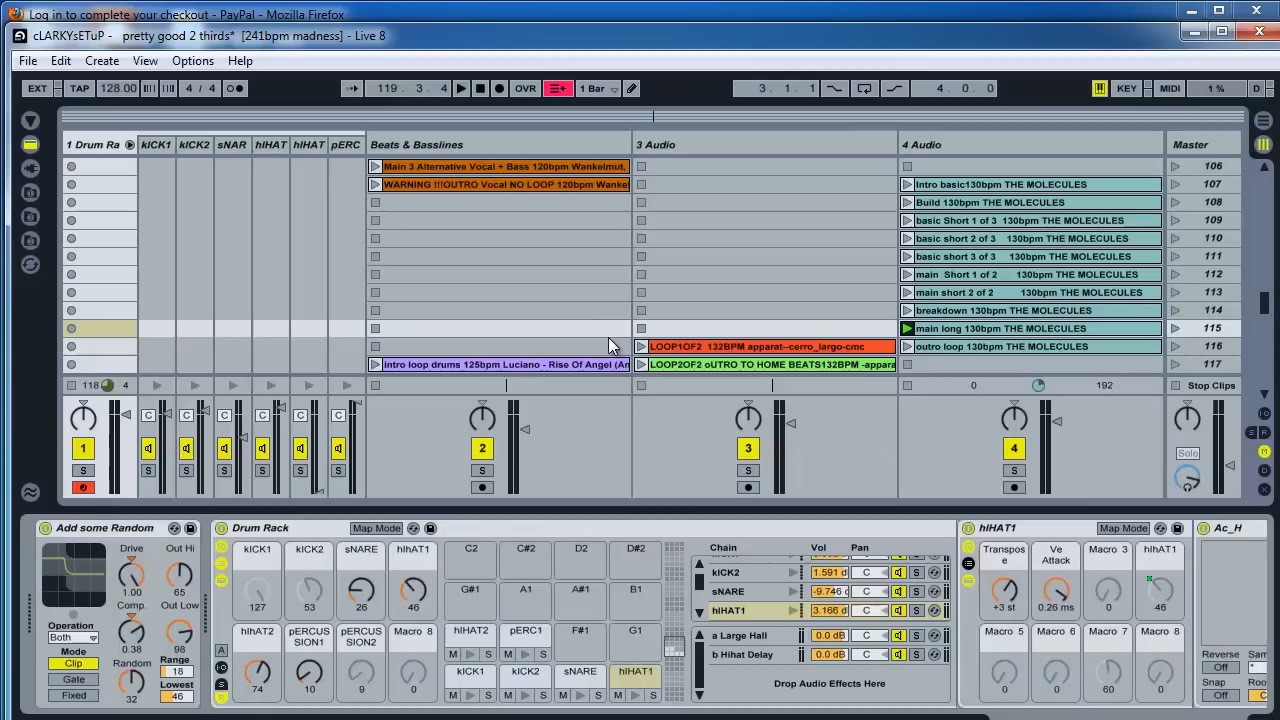 Log in to complete your checkout - PayPal - Mozilla Firefox
cLARKYsETuP - pretty good 2 thirds* [241bpm madness] - Live 8
File Edit Create View Options Help
EXT TAP 128.00 4 / 4 119. 3. 4 OVR 1 Bar 3. 1. 1 4. 0. 0 KEY MIDI 1 % D
1 Drum Ra kICK1 kICK2 sNAR hIHAT hIHAT pERC Beats & Basslines 3 Audio 4 Audio Master
Main 3 Alternative Vocal + Bass 120bpm Wankelmut, 106
WARNING !!!OUTRO Vocal NO LOOP 120bpm Wanke Intro basic130bpm THE MOLECULES 107
Build 130bpm THE MOLECULES 108
basic Short 1 of 3 130bpm THE MOLECULES 109
basic short 2 of 3 130bpm THE MOLECULES 110
basic short 3 of 3 130bpm THE MOLECULES 111
main Short 1 of 2 130bpm THE MOLECULES 112
main short 2 of 2 130bpm THE MOLECULES 113
breakdown 130bpm THE MOLECULES 114
main long 130bpm THE MOLECULES 115
LOOP1OF2 132BPM apparat--cerro_largo-cmc outro loop 130bpm THE MOLECULES 116
intro loop drums 125bpm Luciano - Rise Of Angel (An LOOP2OF2 oUTRO TO HOME BEATS132BPM -appara 117
118 4 0 192 Stop Clips
C C C C C C
1 2 3 4 Solo
S S S S S S S S S S
S R
M
D
X
Add some Random Drum Rack Map Mode hIHAT1 Map Mode Ac_H
Drive Out Hi kICK1 kICK2 sNARE hIHAT1 C2 C#2 D2 D#2 Chain Vol Pan Transpos e Ve Attack Macro 3 hIHAT1
kICK2 1.591 d C S
1.00 65 127 53 26 46 G#1 A1 A#1 B1 sNARE -9.746 d C S +3 st 0.26 ms 0 46
Comp. Out Lo hIHAT1 3.166 d C S
Operation Both hIHAT2 pERCUS SION1 pERCUS SION2 Macro 8 hIHAT2 pERC1 F#1 G1 a Large Hall 0.0 dB C S Macro 5 Macro 6 Macro 7 Macro 8
0.38 98 M S M S b Hihat Delay 0.0 dB C S Reverse
Mode Clip Random Range 18 kICK1 kICK2 sNARE hIHAT1 Off
Gate Lowest Drop Audio Effects Here Snap
Fixed 32 46 74 10 9 0 M S M S M S M S 0 0 0 Off